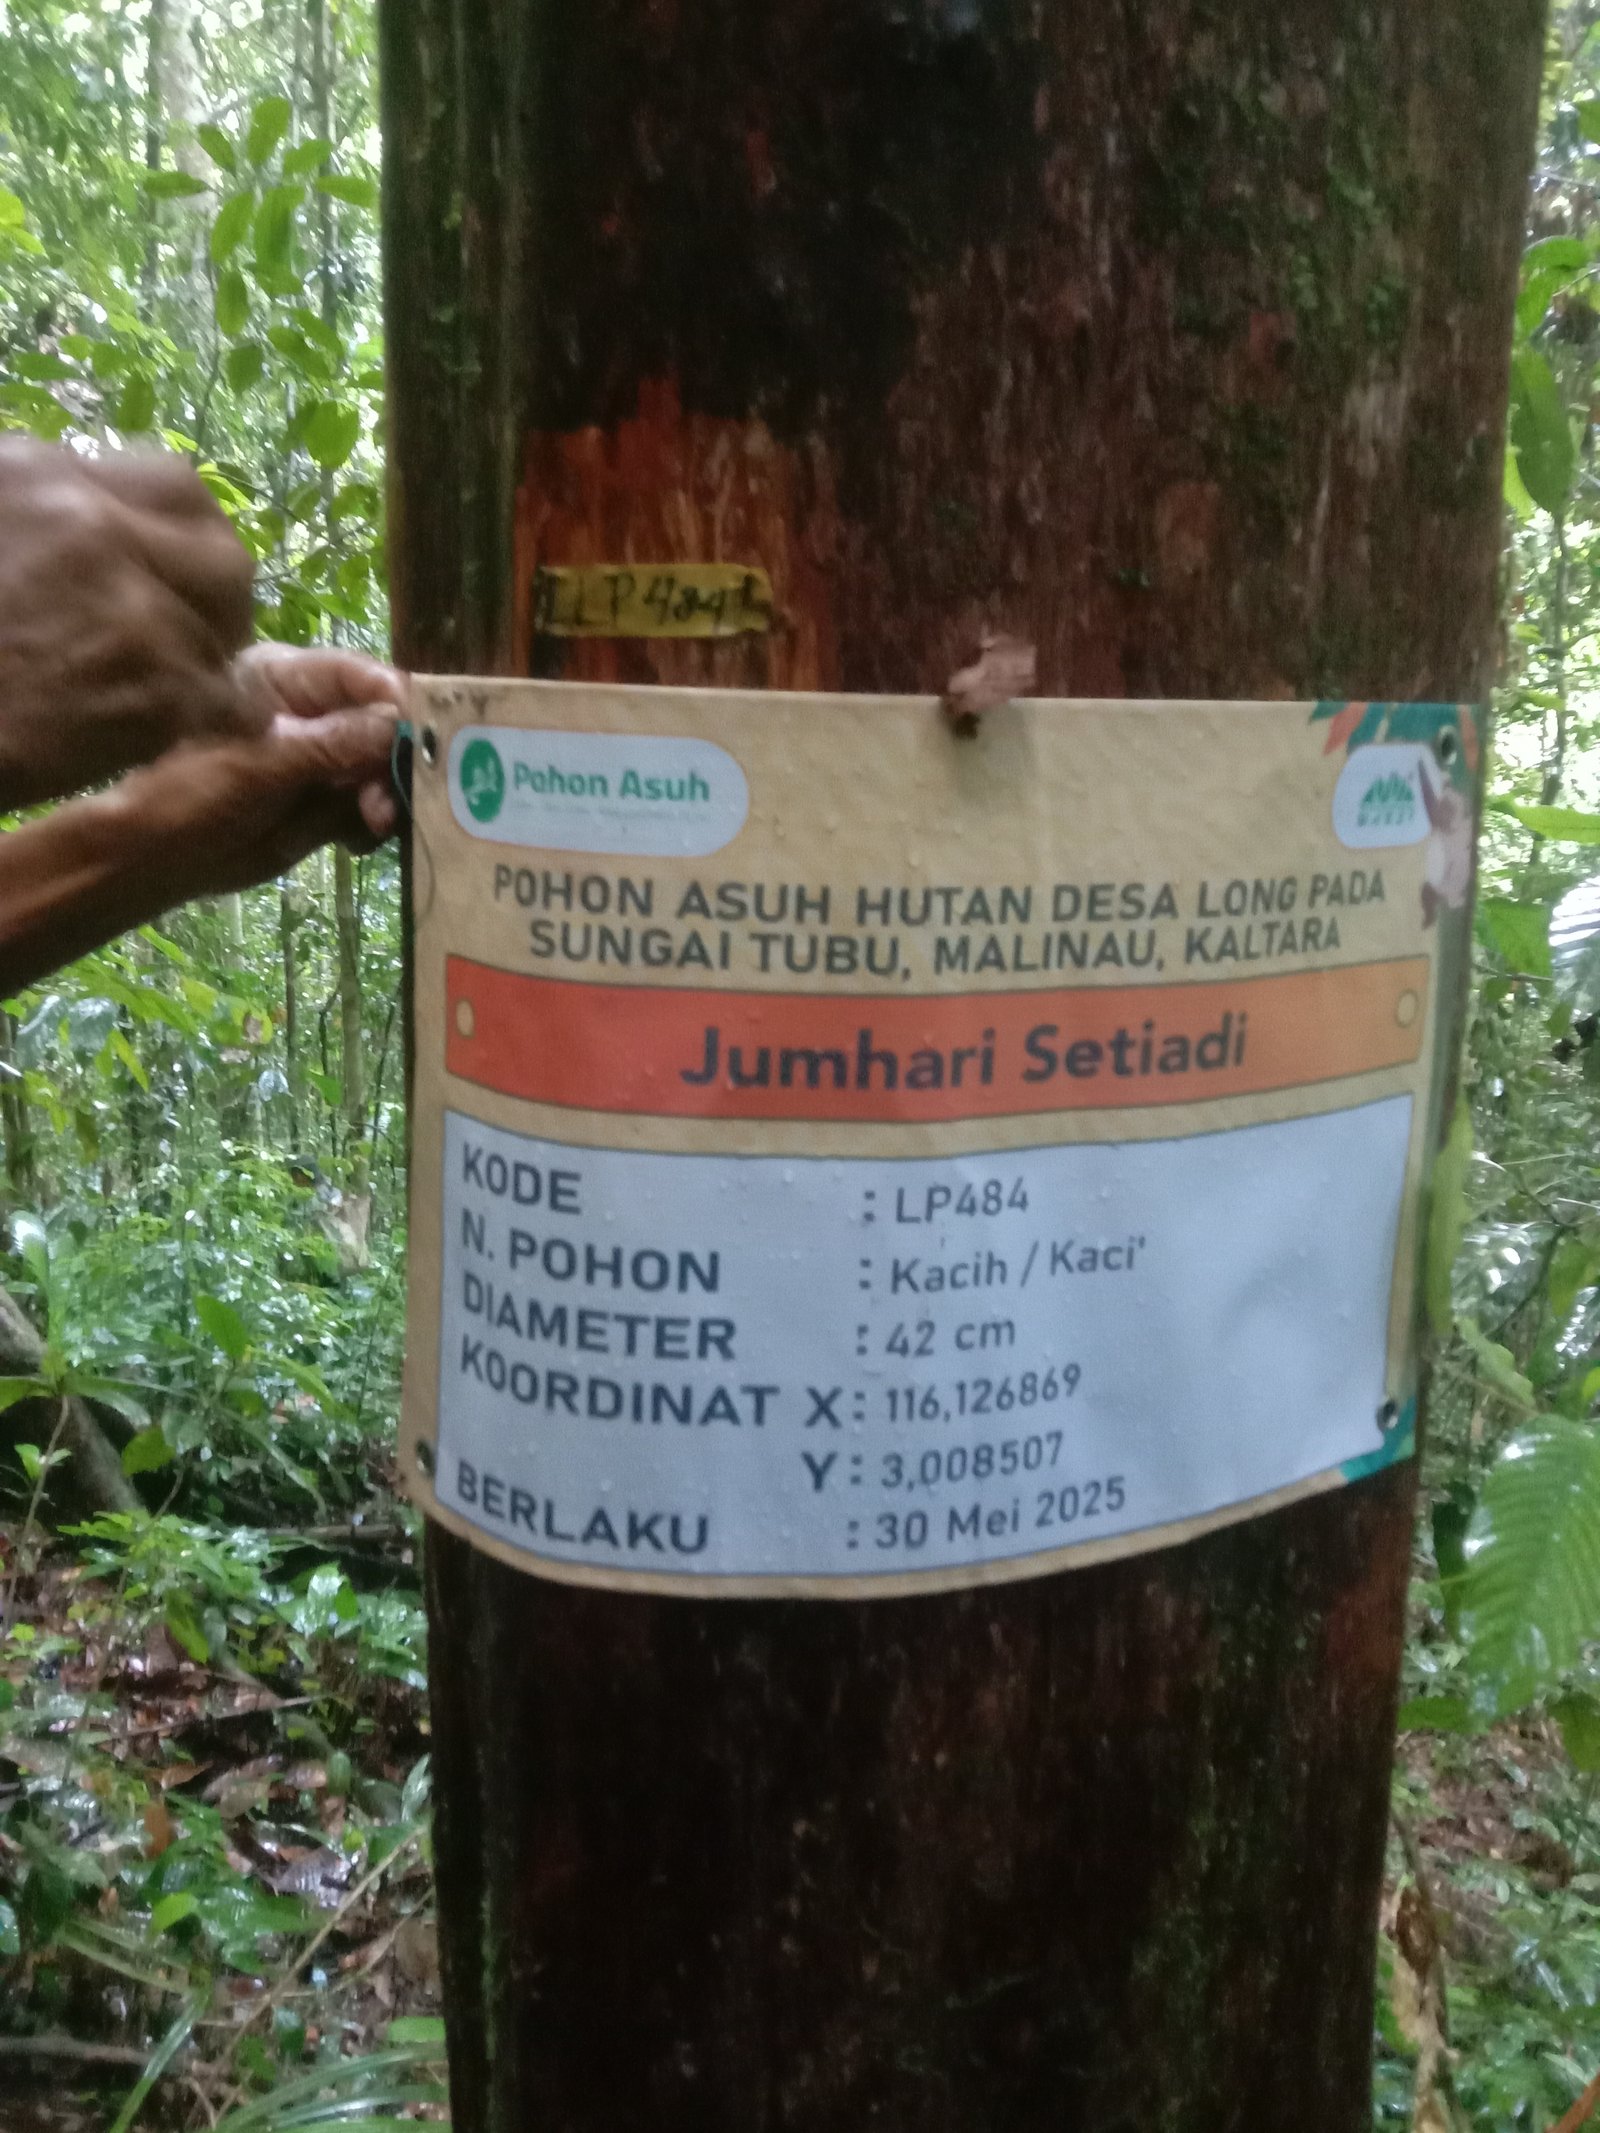 LLP484
Pohon Asuh
POHON ASUH HUTAN DESA LONG PADA
SUNGAI TUBU, MALINAU, KALTARA
Jumhari Setiadi
KODE : LP484
N. POHON : Kacih / Kaci'
DIAMETER : 42 cm
KOORDINAT X : 116,126869
Y : 3,008507
BERLAKU : 30 Mei 2025